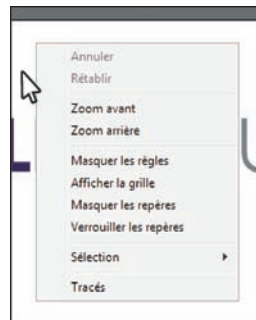 Annuler
Rétablir
Zoom avant
Zoom arrière
Masquer les règles
Afficher la grille
Masquer les repères
Verrouiller les repères
Sélection
Tracés